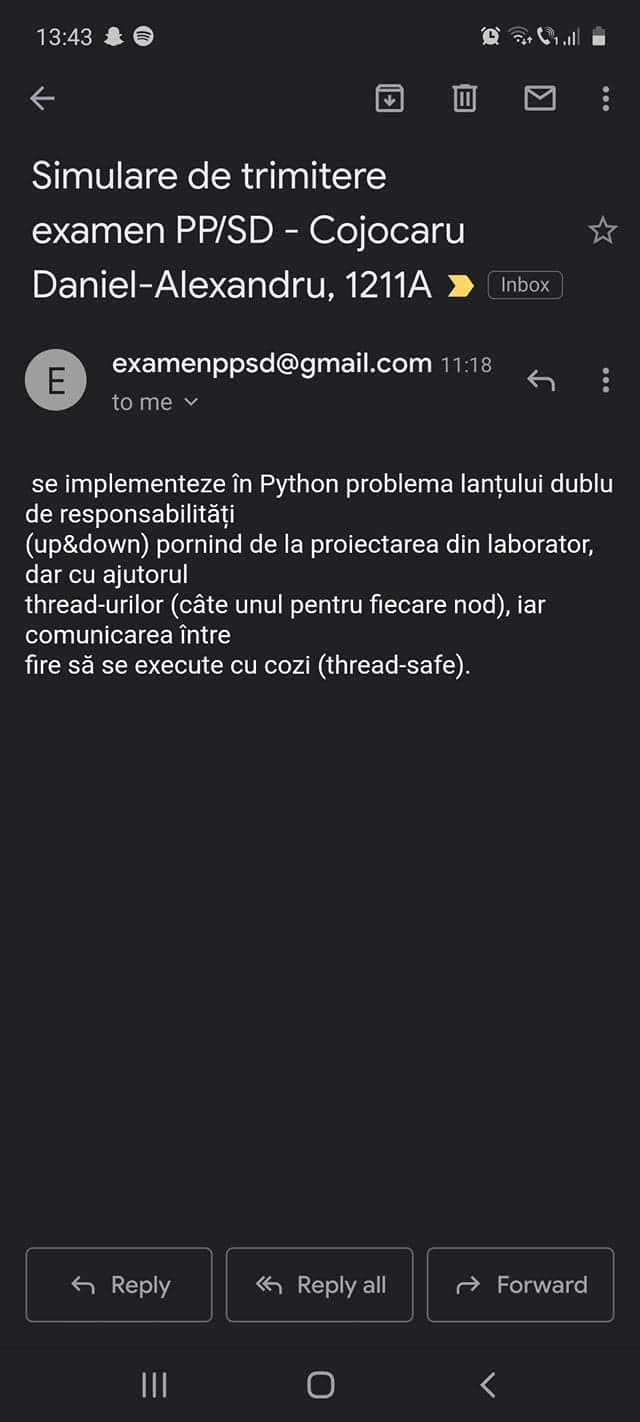 13:43
Simulare de trimitere
examen PP/SD - Cojocaru
Daniel-Alexandru, 1211A Inbox
E
examenppsd@gmail.com 11:18
to me
se implementeze în Python problema lanțului dublu
de responsabilități
(up&down) pornind de la proiectarea din laborator,
dar cu ajutorul
thread-urilor (câte unul pentru fiecare nod), iar
comunicarea între
fire să se execute cu cozi (thread-safe).
Reply
Reply all
Forward